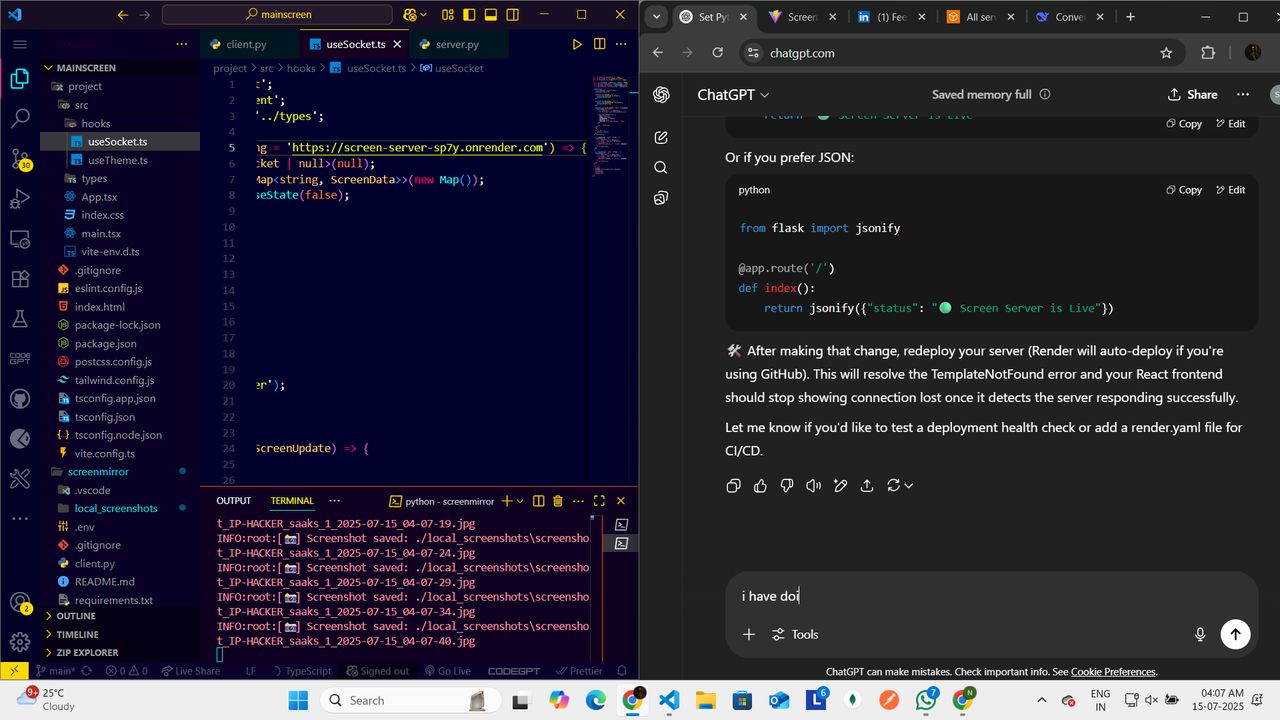 mainscreen
client.py
useSocket.ts
server.py
project > src > hooks > useSocket.ts > useSocket
MAINSCREEN
project
src
hooks
useSocket.ts
useTheme.ts
types
App.tsx
index.css
main.tsx
vite-env.d.ts
.gitignore
eslint.config.js
index.html
package-lock.json
package.json
postcss.config.js
tailwind.config.js
tsconfig.app.json
tsconfig.json
tsconfig.node.json
vite.config.ts
screenmirror
.vscode
local_screenshots
.env
.gitignore
client.py
README.md
requirements.txt
OUTLINE
TIMELINE
ZIP EXPLORER
30
2
CODE
GPT
1 t';
2 ent';
3 '../types';
4
5 ng = 'https://screen-server-sp7y.onrender.com') => {
6 cket | null>(null);
7 Map<string, ScreenData>>(new Map());
8 seState(false);
9
10
11
12
13
14
15
16
17
18
19
20 er');
21
22
23
24 ScreenUpdate) => {
25
26
OUTPUT
TERMINAL
python - screenmirror
t_IP-HACKER_saaks_1_2025-07-15_04-07-19.jpg
INFO:root:[📸] Screenshot saved: ./local_screenshots\screensho
t_IP-HACKER_saaks_1_2025-07-15_04-07-24.jpg
INFO:root:[📸] Screenshot saved: ./local_screenshots\screensho
t_IP-HACKER_saaks_1_2025-07-15_04-07-29.jpg
INFO:root:[📸] Screenshot saved: ./local_screenshots\screensho
t_IP-HACKER_saaks_1_2025-07-15_04-07-34.jpg
INFO:root:[📸] Screenshot saved: ./local_screenshots\screensho
t_IP-HACKER_saaks_1_2025-07-15_04-07-40.jpg
main*
0 0
Live Share
LF
TypeScript
Signed out
Go Live
CODEGPT
Prettier
Set Pyt
Screen
(1) Fee
All serv
Conver
chatgpt.com
ChatGPT
Saved memory full
Share
S
return "🟢 Screen Server is Live"
Copy Edit
Or if you prefer JSON:
python
Copy Edit
from flask import jsonify
@app.route('/')
def index():
return jsonify({"status": "🟢 Screen Server is Live"})
🛠️ After making that change, redeploy your server (Render will auto-deploy if you're
using GitHub). This will resolve the TemplateNotFound error and your React frontend
should stop showing connection lost once it detects the server responding successfully.
Let me know if you'd like to test a deployment health check or add a render.yaml file for
CI/CD.
i have doi
Tools
ChatGPT can make mistakes. Check important info. See Cookie Preferences.
9+
25°C
Cloudy
Search
L
6
7
N
ENG
IN
04:07 AM
15-07-2025